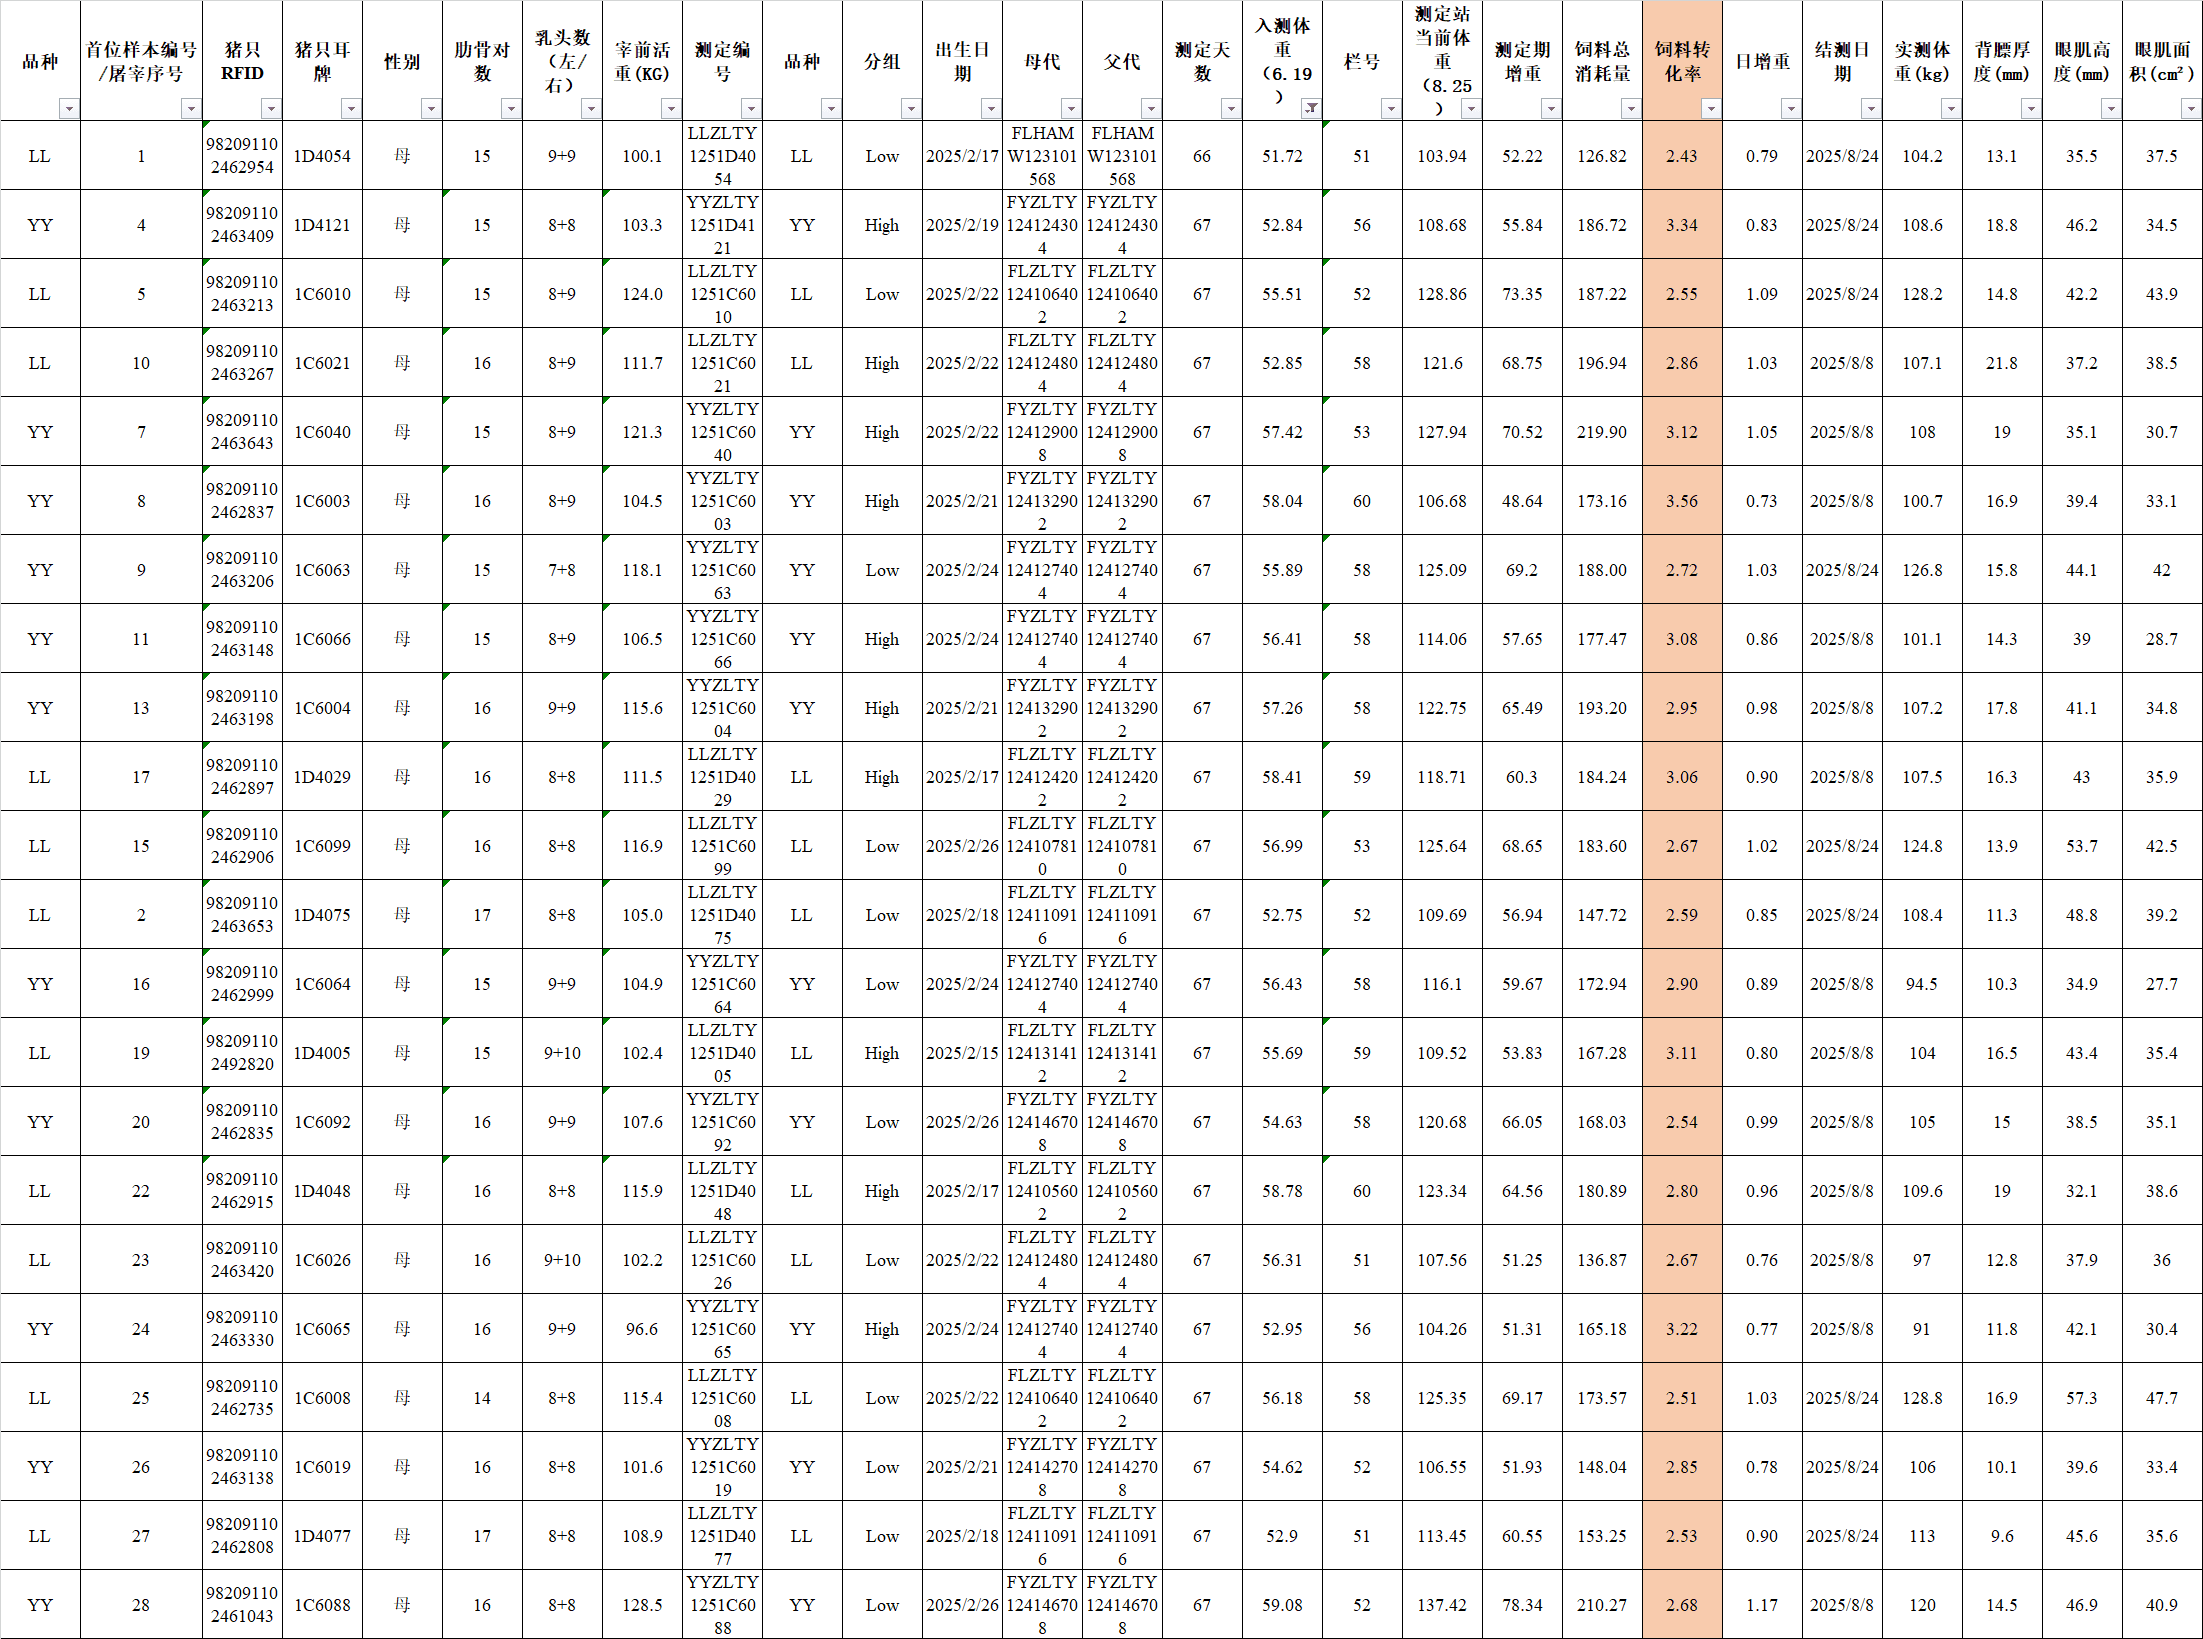 品种 首位样本编号/屠宰序号 猪只RFID 猪只耳牌 性别 肋骨对数 乳头数（左/右） 宰前活重(KG) 测定编号 品种 分组 出生日期 母代 父代 测定天数 入测体重（6.19） 栏号 测定站当前体重（8.25） 测定期增重 饲料总消耗量 饲料转化率 日增重 结测日期 实测体重(kg) 背膘厚度(mm) 眼肌高度(mm) 眼肌面积(cm²)
LL 1 982091102462954 1D4054 母 15 9+9 100.1 LLZLTY1251D4054 LL Low 2025/2/17 FLHAMW123101568 FLHAMW123101568 66 51.72 51 103.94 52.22 126.82 2.43 0.79 2025/8/24 104.2 13.1 35.5 37.5
YY 4 982091102463409 1D4121 母 15 8+8 103.3 YYZLTY1251D4121 YY High 2025/2/19 FYZLTY124124304 FYZLTY124124304 67 52.84 56 108.68 55.84 186.72 3.34 0.83 2025/8/24 108.6 18.8 46.2 34.5
LL 5 982091102463213 1C6010 母 15 8+9 124.0 LLZLTY1251C6010 LL Low 2025/2/22 FLZLTY124106402 FLZLTY124106402 67 55.51 52 128.86 73.35 187.22 2.55 1.09 2025/8/24 128.2 14.8 42.2 43.9
LL 10 982091102463267 1C6021 母 16 8+9 111.7 LLZLTY1251C6021 LL High 2025/2/22 FLZLTY124124804 FLZLTY124124804 67 52.85 58 121.6 68.75 196.94 2.86 1.03 2025/8/8 107.1 21.8 37.2 38.5
YY 7 982091102463643 1C6040 母 15 8+9 121.3 YYZLTY1251C6040 YY High 2025/2/22 FYZLTY124129008 FYZLTY124129008 67 57.42 53 127.94 70.52 219.90 3.12 1.05 2025/8/8 108 19 35.1 30.7
YY 8 982091102462837 1C6003 母 16 8+9 104.5 YYZLTY1251C6003 YY High 2025/2/21 FYZLTY124132902 FYZLTY124132902 67 58.04 60 106.68 48.64 173.16 3.56 0.73 2025/8/8 100.7 16.9 39.4 33.1
YY 9 982091102463206 1C6063 母 15 7+8 118.1 YYZLTY1251C6063 YY Low 2025/2/24 FYZLTY124127404 FYZLTY124127404 67 55.89 58 125.09 69.2 188.00 2.72 1.03 2025/8/24 126.8 15.8 44.1 42
YY 11 982091102463148 1C6066 母 15 8+9 106.5 YYZLTY1251C6066 YY High 2025/2/24 FYZLTY124127404 FYZLTY124127404 67 56.41 58 114.06 57.65 177.47 3.08 0.86 2025/8/8 101.1 14.3 39 28.7
YY 13 982091102463198 1C6004 母 16 9+9 115.6 YYZLTY1251C6004 YY High 2025/2/21 FYZLTY124132902 FYZLTY124132902 67 57.26 58 122.75 65.49 193.20 2.95 0.98 2025/8/8 107.2 17.8 41.1 34.8
LL 17 982091102462897 1D4029 母 16 8+8 111.5 LLZLTY1251D4029 LL High 2025/2/17 FLZLTY124124202 FLZLTY124124202 67 58.41 59 118.71 60.3 184.24 3.06 0.90 2025/8/8 107.5 16.3 43 35.9
LL 15 982091102462906 1C6099 母 16 8+8 116.9 LLZLTY1251C6099 LL Low 2025/2/26 FLZLTY124107810 FLZLTY124107810 67 56.99 53 125.64 68.65 183.60 2.67 1.02 2025/8/24 124.8 13.9 53.7 42.5
LL 2 982091102463653 1D4075 母 17 8+8 105.0 LLZLTY1251D4075 LL Low 2025/2/18 FLZLTY124110916 FLZLTY124110916 67 52.75 52 109.69 56.94 147.72 2.59 0.85 2025/8/24 108.4 11.3 48.8 39.2
YY 16 982091102462999 1C6064 母 15 9+9 104.9 YYZLTY1251C6064 YY Low 2025/2/24 FYZLTY124127404 FYZLTY124127404 67 56.43 58 116.1 59.67 172.94 2.90 0.89 2025/8/8 94.5 10.3 34.9 27.7
LL 19 982091102492820 1D4005 母 15 9+10 102.4 LLZLTY1251D4005 LL High 2025/2/15 FLZLTY124131412 FLZLTY124131412 67 55.69 59 109.52 53.83 167.28 3.11 0.80 2025/8/8 104 16.5 43.4 35.4
YY 20 982091102462835 1C6092 母 16 9+9 107.6 YYZLTY1251C6092 YY Low 2025/2/26 FYZLTY124146708 FYZLTY124146708 67 54.63 58 120.68 66.05 168.03 2.54 0.99 2025/8/8 105 15 38.5 35.1
LL 22 982091102462915 1D4048 母 16 8+8 115.9 LLZLTY1251D4048 LL High 2025/2/17 FLZLTY124105602 FLZLTY124105602 67 58.78 60 123.34 64.56 180.89 2.80 0.96 2025/8/8 109.6 19 32.1 38.6
LL 23 982091102463420 1C6026 母 16 9+10 102.2 LLZLTY1251C6026 LL Low 2025/2/22 FLZLTY124124804 FLZLTY124124804 67 56.31 51 107.56 51.25 136.87 2.67 0.76 2025/8/8 97 12.8 37.9 36
YY 24 982091102463330 1C6065 母 16 9+9 96.6 YYZLTY1251C6065 YY High 2025/2/24 FYZLTY124127404 FYZLTY124127404 67 52.95 56 104.26 51.31 165.18 3.22 0.77 2025/8/8 91 11.8 42.1 30.4
LL 25 982091102462735 1C6008 母 14 8+8 115.4 LLZLTY1251C6008 LL Low 2025/2/22 FLZLTY124106402 FLZLTY124106402 67 56.18 58 125.35 69.17 173.57 2.51 1.03 2025/8/24 128.8 16.9 57.3 47.7
YY 26 982091102463138 1C6019 母 16 8+8 101.6 YYZLTY1251C6019 YY Low 2025/2/21 FYZLTY124142708 FYZLTY124142708 67 54.62 52 106.55 51.93 148.04 2.85 0.78 2025/8/24 106 10.1 39.6 33.4
LL 27 982091102462808 1D4077 母 17 8+8 108.9 LLZLTY1251D4077 LL Low 2025/2/18 FLZLTY124110916 FLZLTY124110916 67 52.9 51 113.45 60.55 153.25 2.53 0.90 2025/8/24 113 9.6 45.6 35.6
YY 28 982091102461043 1C6088 母 16 8+8 128.5 YYZLTY1251C6088 YY Low 2025/2/26 FYZLTY124146708 FYZLTY124146708 67 59.08 52 137.42 78.34 210.27 2.68 1.17 2025/8/8 120 14.5 46.9 40.9